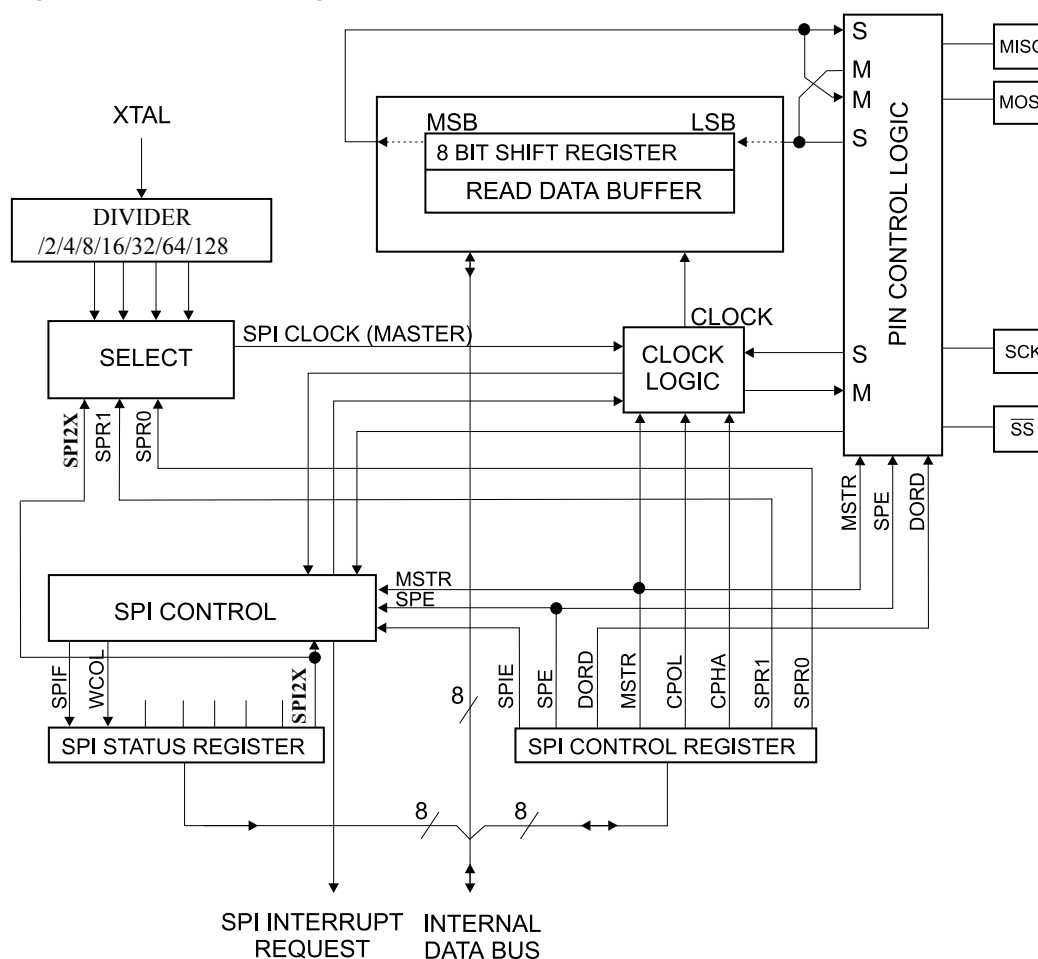 S
M
M
S
MSB
LSB
8 BIT SHIFT REGISTER
READ DATA BUFFER
XTAL
DIVIDER
/2/4/8/16/32/64/128
SELECT
SPI CLOCK (MASTER)
CLOCK
CLOCK
LOGIC
S
M
PIN CONTROL LOGIC
MOS
SCK
SS
SPI2X
SPR1
SPR0
MSTR
SPE
DORD
SPI CONTROL
MSTR
SPE
SPIF
WCOL
SPI2X
8
SPIE
SPE
DORD
MSTR
CPOL
CPHA
SPR1
SPR0
SPI STATUS REGISTER
SPI CONTROL REGISTER
8
8
SPI INTERRUPT
REQUEST
INTERNAL
DATA BUS